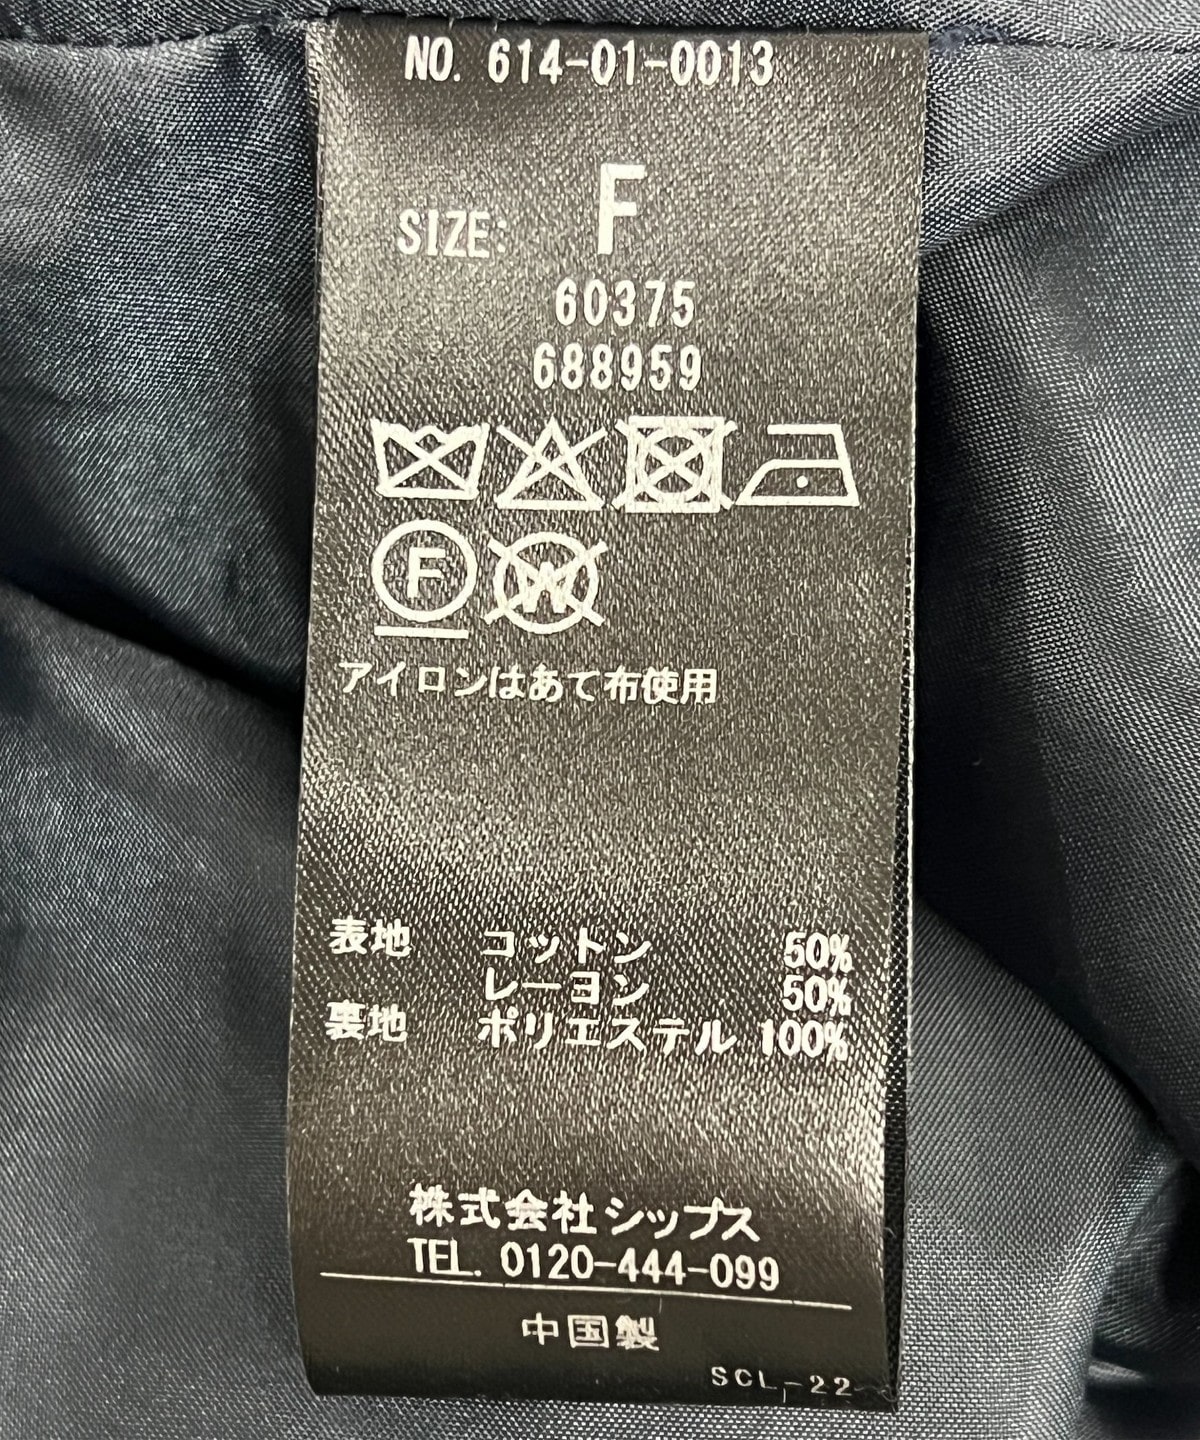 NO. 614-01-0013
SIZE: F
60375
688959
F
W
アイロンはあて布使用
表地 コットン 50%
レーヨン 50%
裏地 ポリエステル 100%
株式会社シップス
TEL. 0120-444-099
中国製
SCL-22